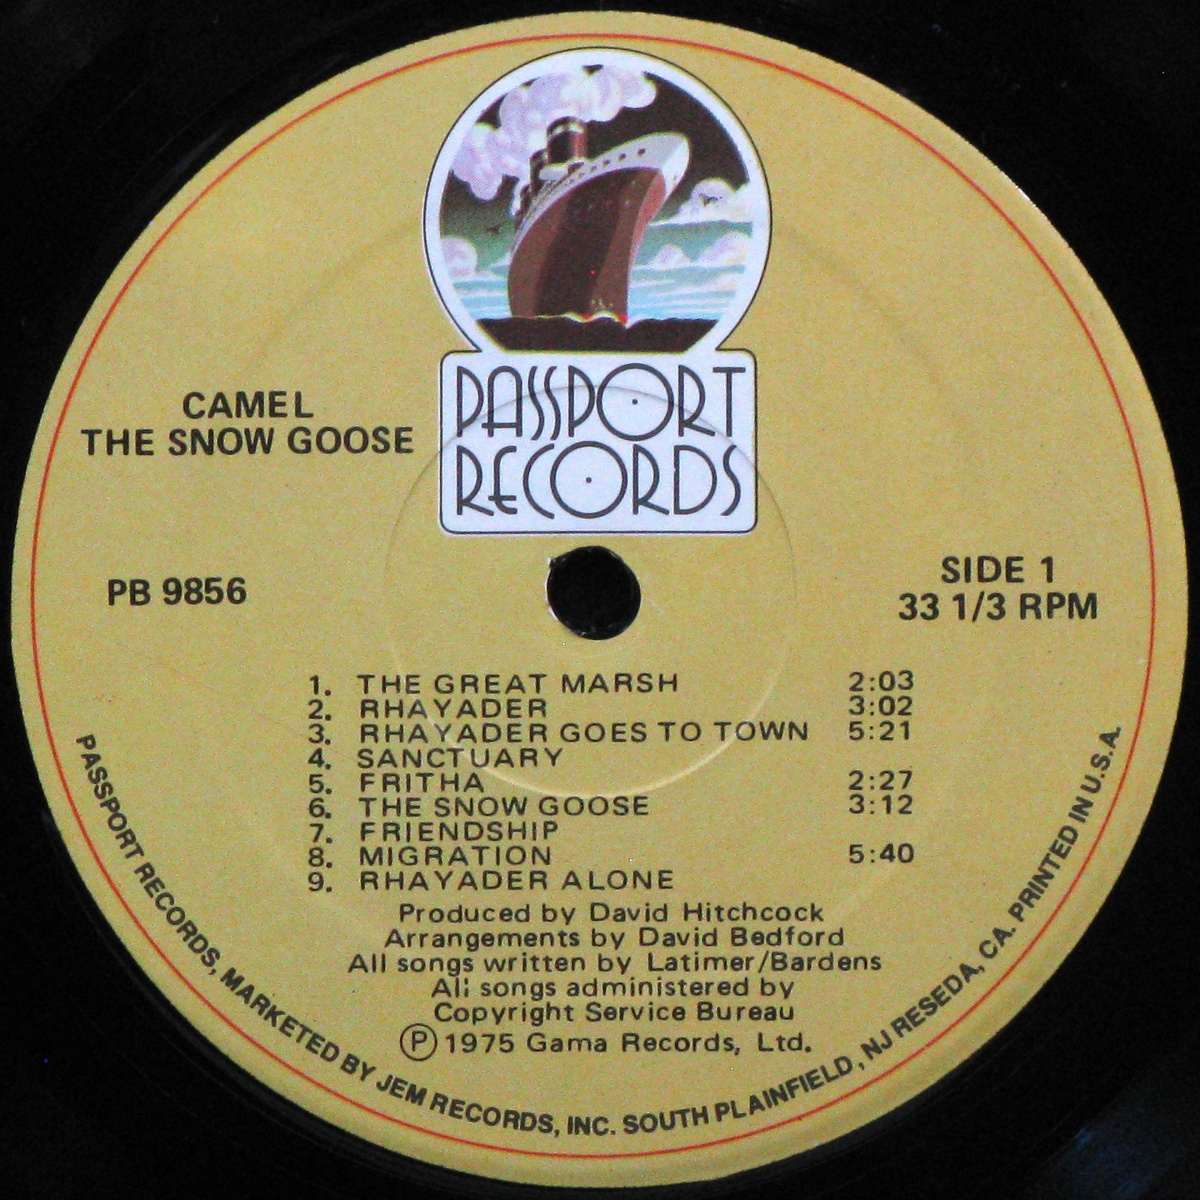 PASSPORT
RECORDS
CAMEL
THE SNOW GOOSE
PB 9856
SIDE 1
33 1/3 RPM
1. THE GREAT MARSH 2:03
2. RHAYADER 3:02
3. RHAYADER GOES TO TOWN 5:21
4. SANCTUARY
5. FRITHA 2:27
6. THE SNOW GOOSE 3:12
7. FRIENDSHIP
8. MIGRATION 5:40
9. RHAYADER ALONE
Produced by David Hitchcock
Arrangements by David Bedford
All songs written by Latimer/Bardens
All songs administered by
Copyright Service Bureau
Ⓟ 1975 Gama Records, Ltd.
PASSPORT RECORDS, MARKETED BY JEM RECORDS, INC. SOUTH PLAINFIELD, NJ RESEDA, CA. PRINTED IN U.S.A.